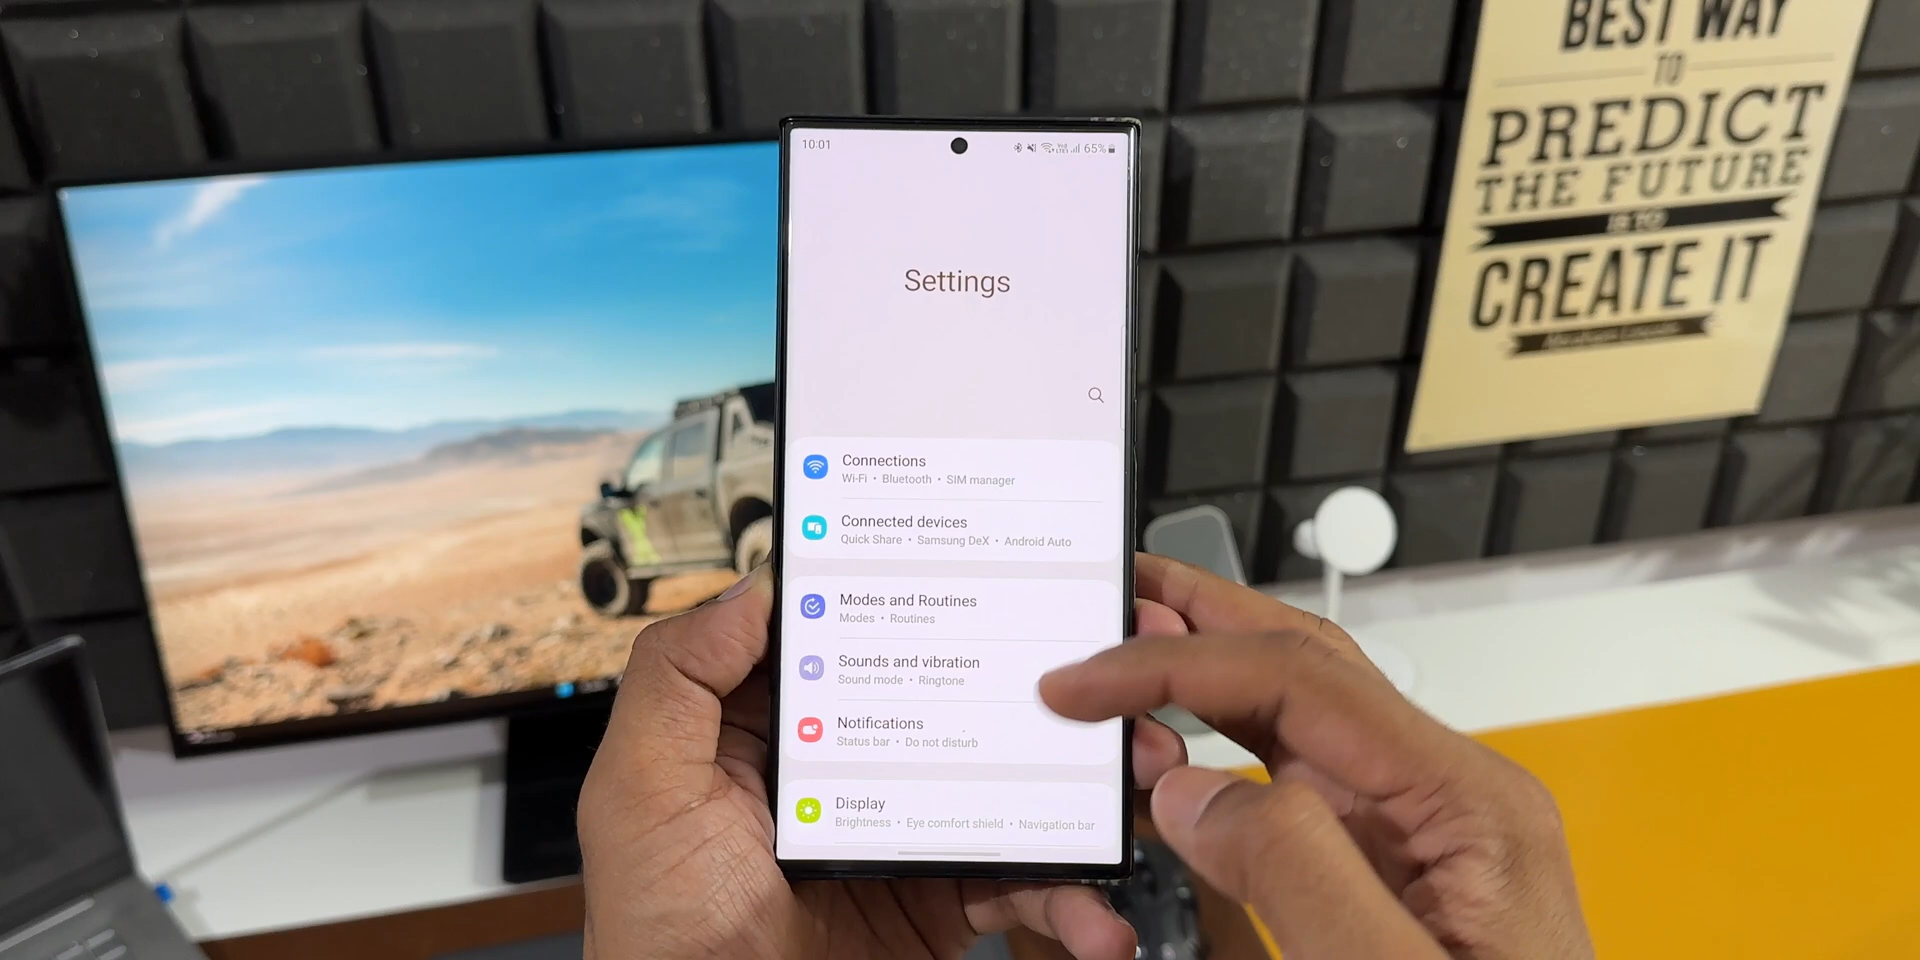 10:01
65%
Settings
Connections
Wi-Fi • Bluetooth • SIM manager
Connected devices
Quick Share • Samsung DeX • Android Auto
Modes and Routines
Modes • Routines
Sounds and vibration
Sound mode • Ringtone
Notifications
Status bar • Do not disturb
Display
Brightness • Eye comfort shield • Navigation bar
BEST WAY
TO
PREDICT
THE FUTURE
IS TO
CREATE IT
Abraham Lincoln